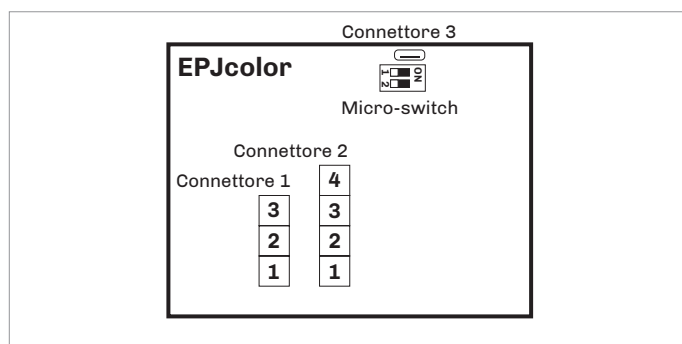 Connettore 3
EPJcolor
ON
1 2
Micro-switch
Connettore 2
Connettore 1
4
3 3
2 2
1 1